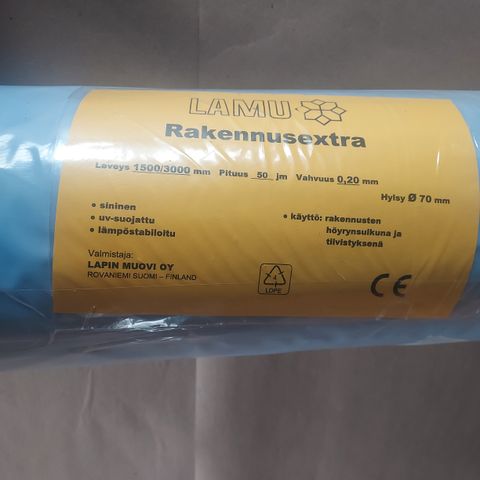 LAMU
Rakennusextra
Leveys 1500/3000 mm Pituus 50 jm Vahvuus 0,20 mm
Hylsy Ø 70 mm
• sininen
• uv-suojattu
• lämpöstabiloitu
• käyttö: rakennusten
höyrynsulkuna ja
tiivistyksenä
Valmistaja:
LAPIN MUOVI OY
ROVANIEMI SUOMI – FINLAND
4
LDPE
CE